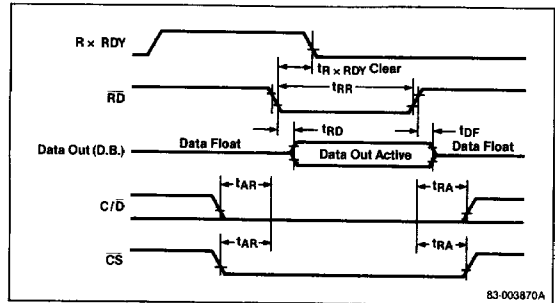 R × RDY
tR × RDY Clear
tRR
RD
tRD
tDF
Data Out (D.B.)
Data Float
Data Out Active
Data Float
tAR
tRA
C/D
tAR
tRA
CS
83-003870A